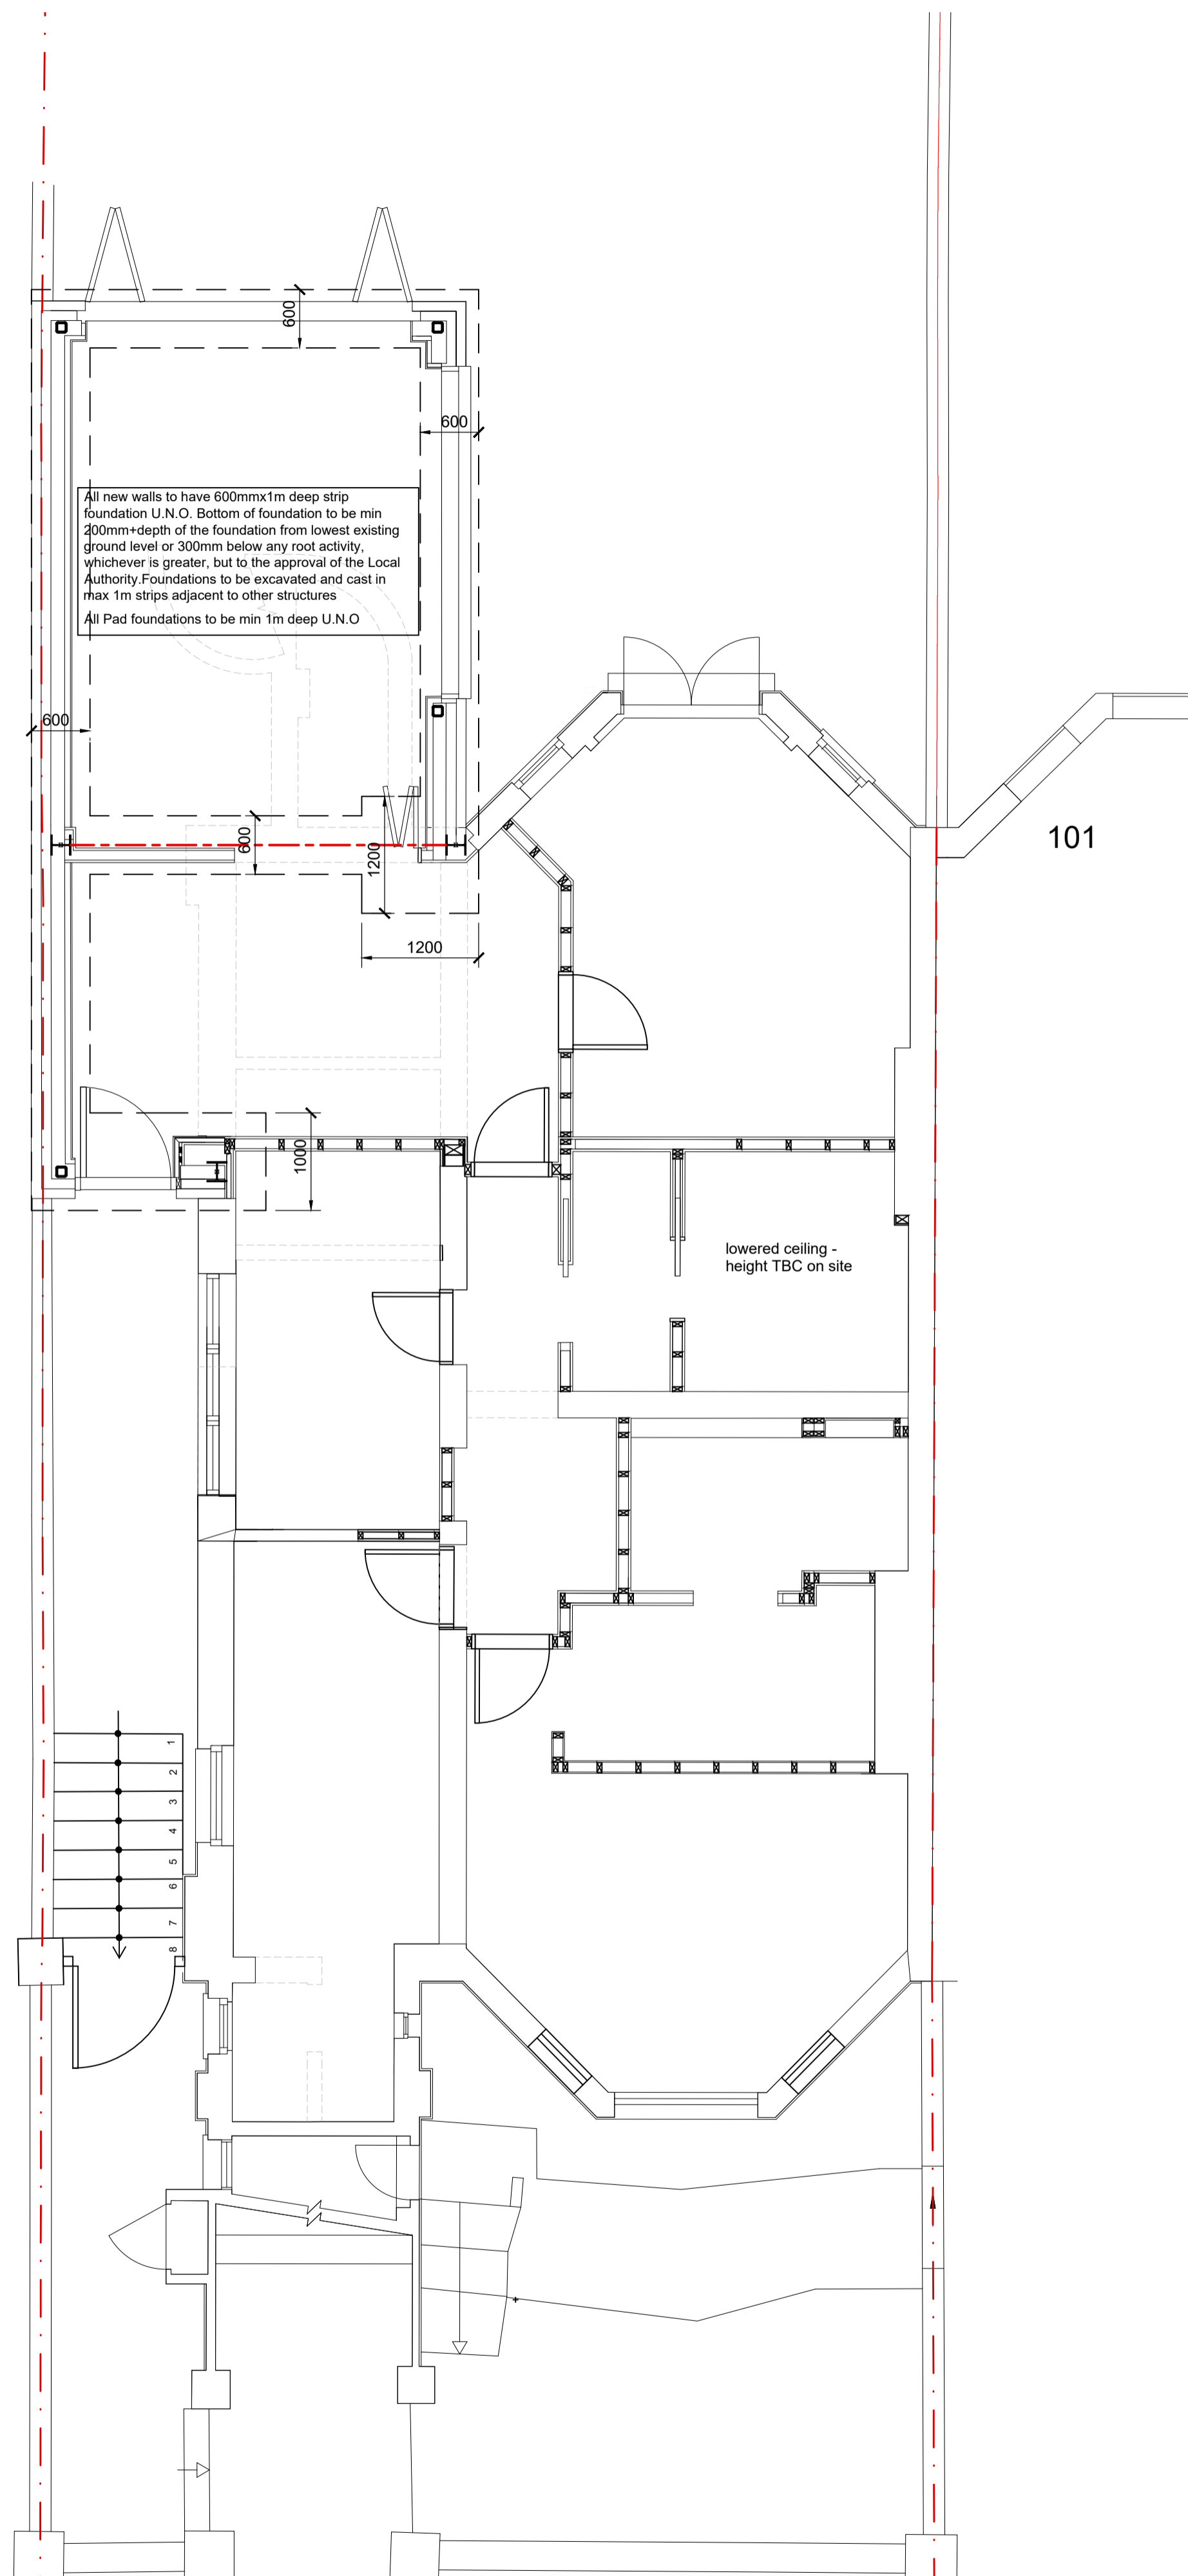 600
600
All new walls to have 600mmx1m deep strip
foundation U.N.O. Bottom of foundation to be min
200mm+depth of the foundation from lowest existing
ground level or 300mm below any root activity,
whichever is greater, but to the approval of the Local
Authority.Foundations to be excavated and cast in
max 1m strips adjacent to other structures
All Pad foundations to be min 1m deep U.N.O
600
600
1200
101
1200
1000
lowered ceiling -
height TBC on site
1
2
3
4
5
6
7
8